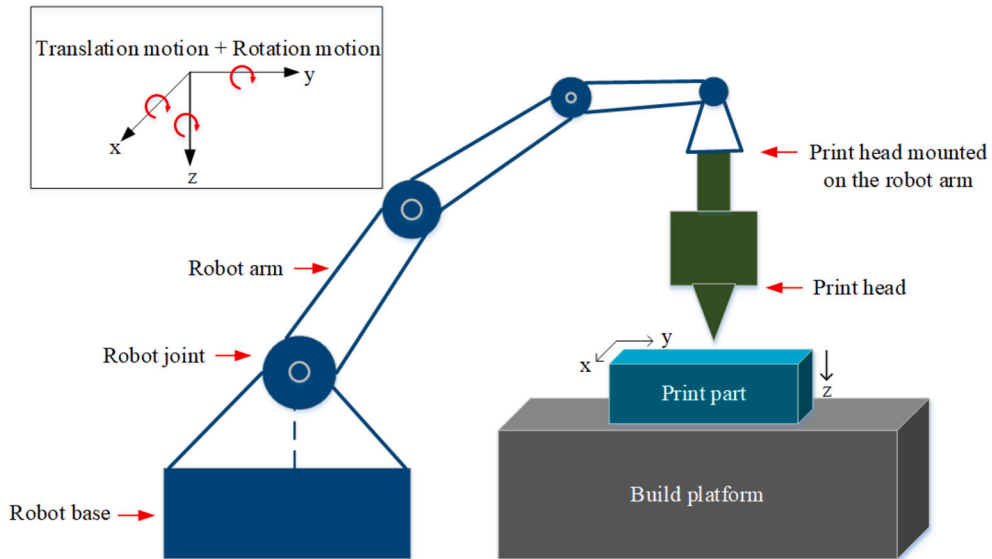 Translation motion + Rotation motion
y
x
z
Print head mounted
on the robot arm
Robot arm
Print head
Robot joint
y
x
z
Print part
Build platform
Robot base